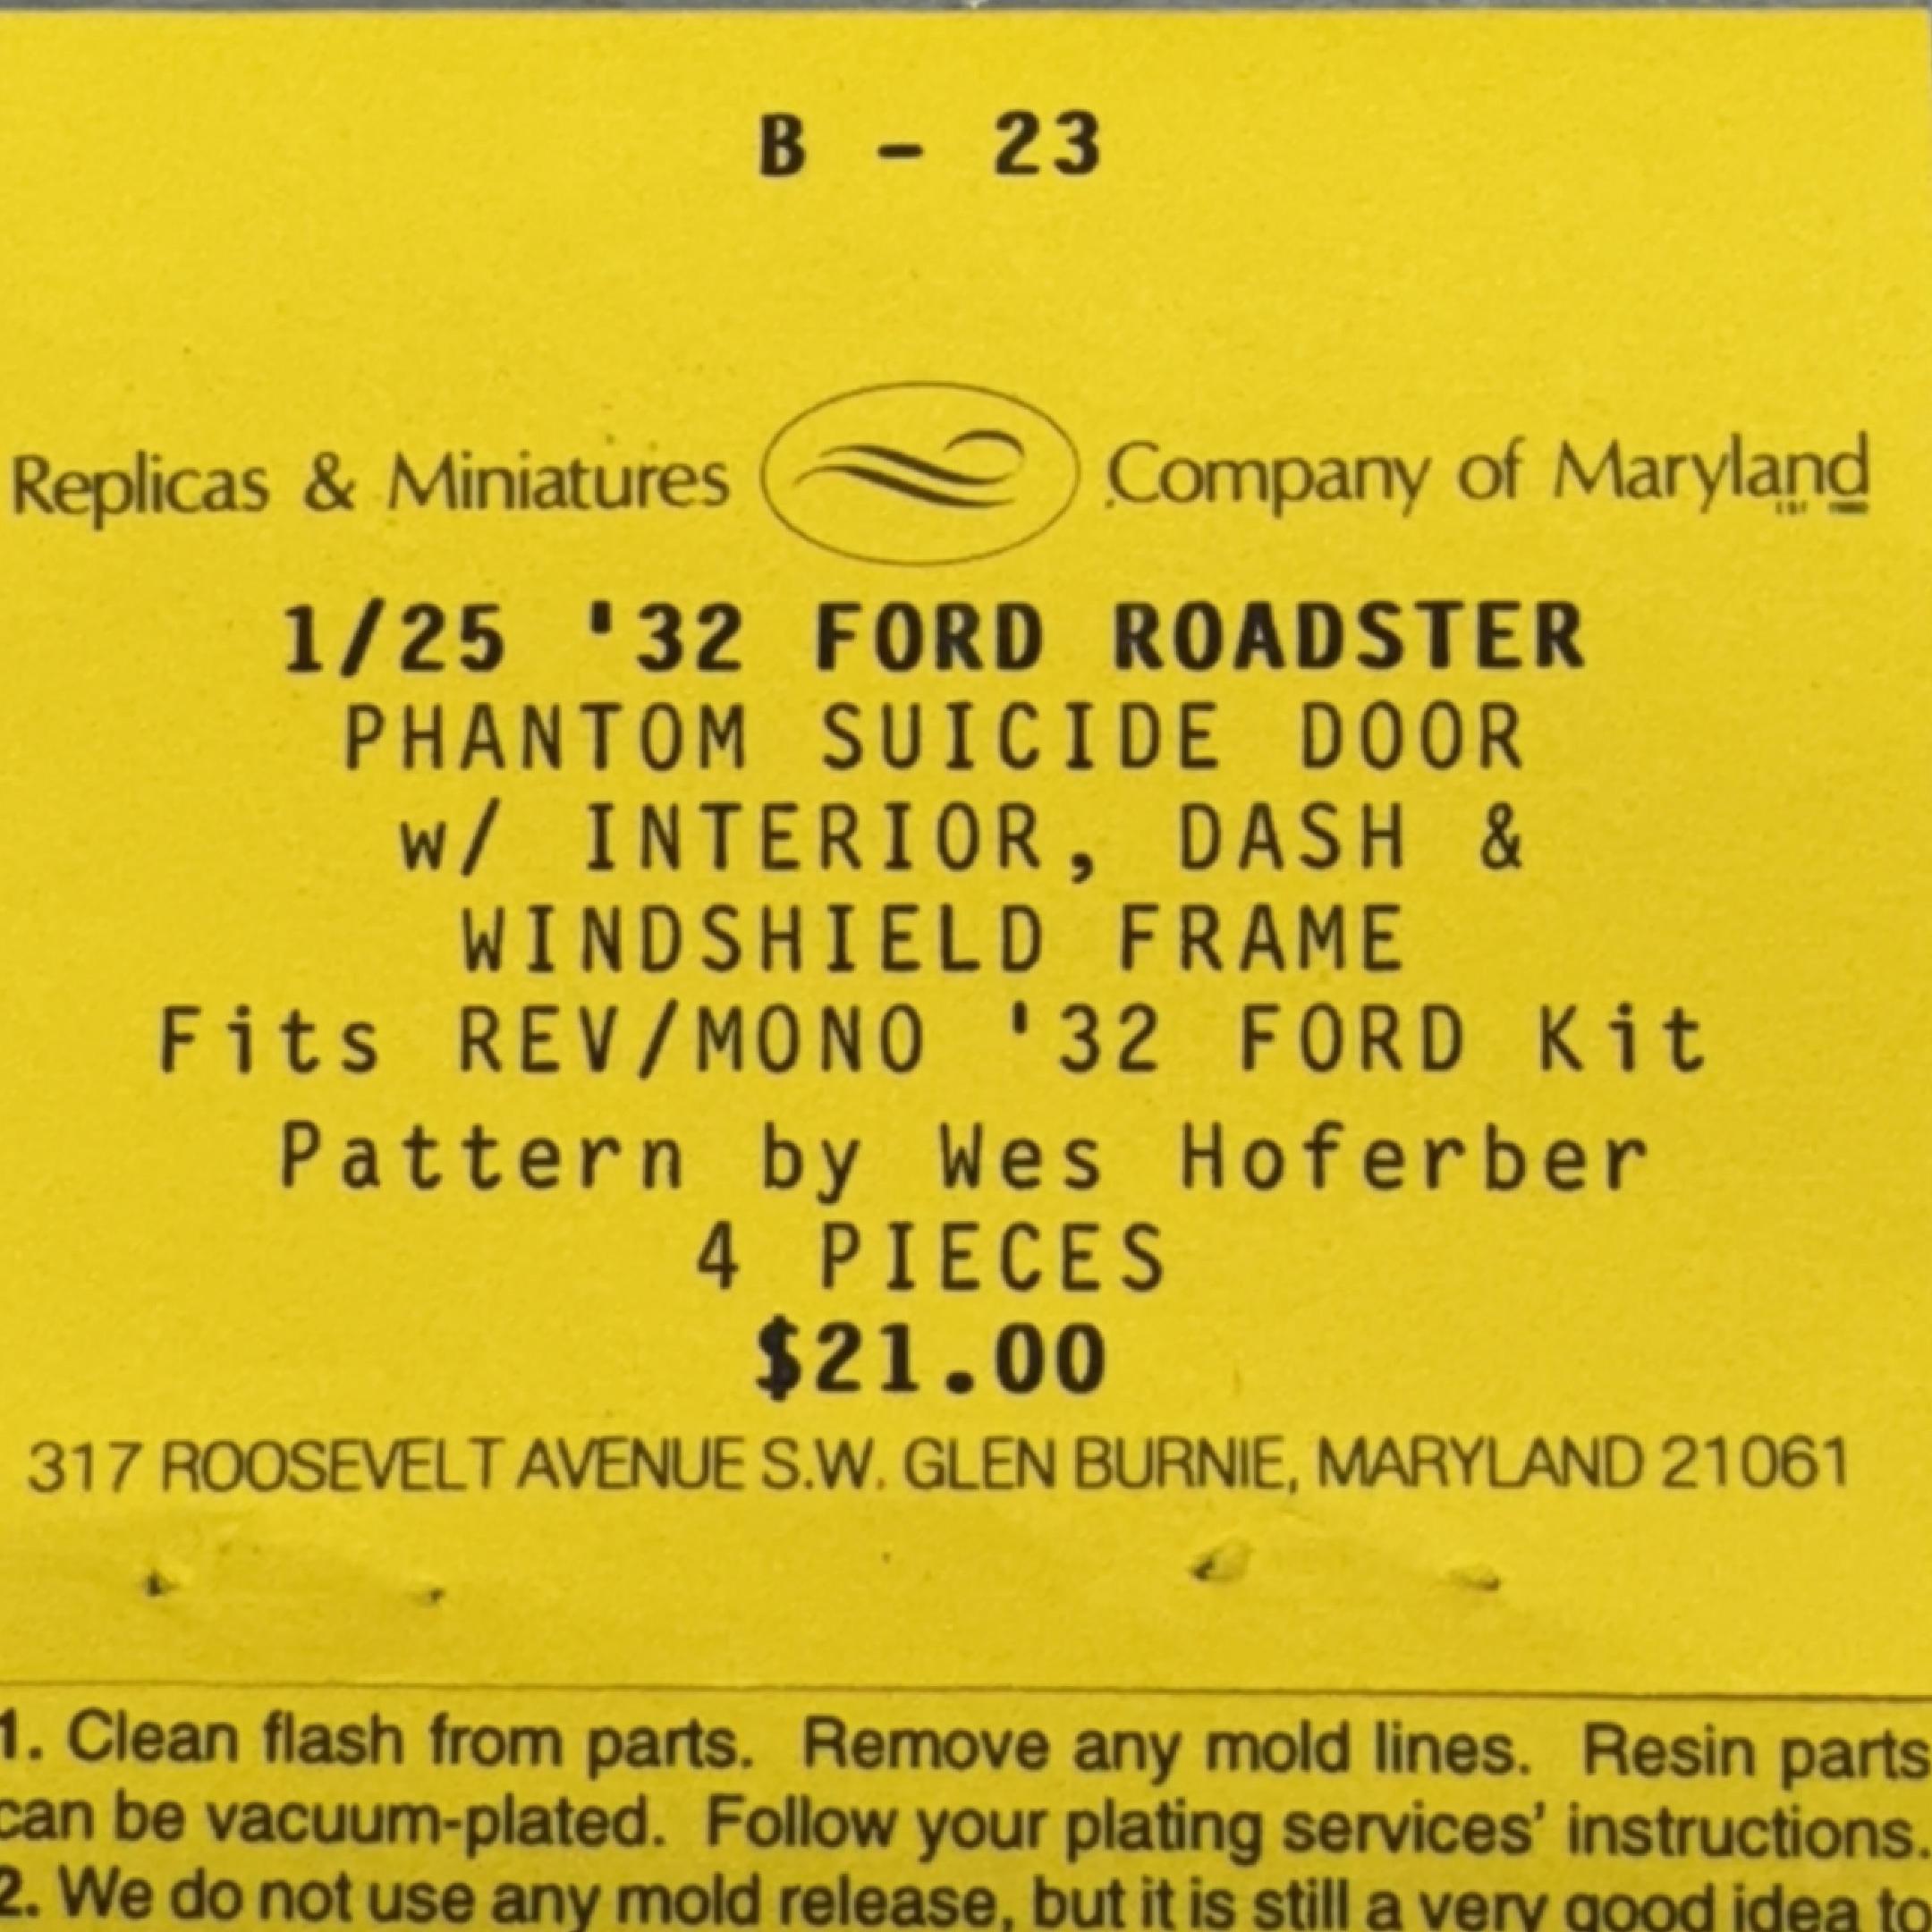 B - 23
Replicas & Miniatures Company of Maryland
1/25 '32 FORD ROADSTER
PHANTOM SUICIDE DOOR
w/ INTERIOR, DASH &
WINDSHIELD FRAME
Fits REV/MONO '32 FORD Kit
Pattern by Wes Hoferber
4 PIECES
$21.00
317 ROOSEVELT AVENUE S.W. GLEN BURNIE, MARYLAND 21061
1. Clean flash from parts. Remove any mold lines. Resin parts
can be vacuum-plated. Follow your plating services' instructions.
2. We do not use any mold release, but it is still a very good idea to